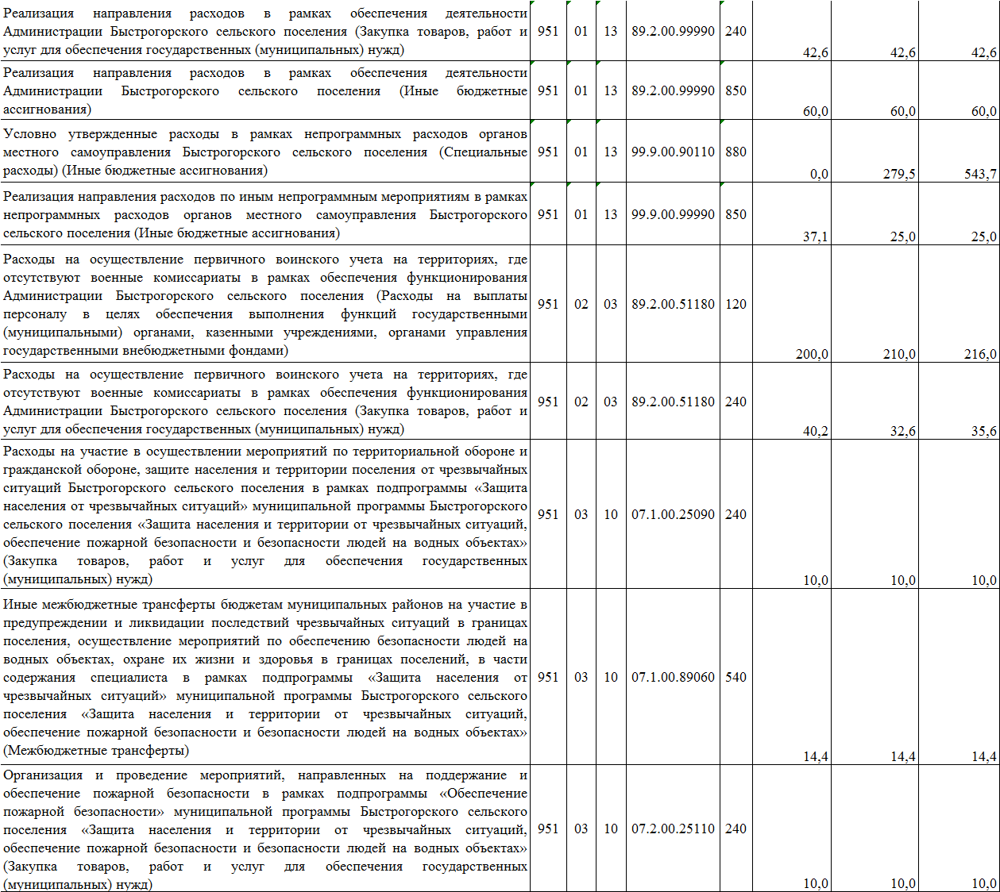 Реализация направления расходов в рамках обеспечения деятельности
Администрации Быстрогорского сельского поселения (Закупка товаров, работ и
услуг для обеспечения государственных (муниципальных) нужд)
951 01 13 89.2.00.99990 240
42,6 42,6 42,6
Реализация направления расходов в рамках обеспечения деятельности
Администрации Быстрогорского сельского поселения (Иные бюджетные
ассигнования)
951 01 13 89.2.00.99990 850
60,0 60,0 60,0
Условно утвержденные расходы в рамках непрограммных расходов органов
местного самоуправления Быстрогорского сельского поселения (Специальные
расходы) (Иные бюджетные ассигнования)
951 01 13 99.9.00.90110 880
0,0 279,5 543,7
Реализация направления расходов по иным непрограммным мероприятиям в рамках
непрограммных расходов органов местного самоуправления Быстрогорского
сельского поселения (Иные бюджетные ассигнования)
951 01 13 99.9.00.99990 850
37,1 25,0 25,0
Расходы на осуществление первичного воинского учета на территориях, где
отсутствуют военные комиссариаты в рамках обеспечения функционирования
Администрации Быстрогорского сельского поселения (Расходы на выплаты
персоналу в целях обеспечения выполнения функций государственными
(муниципальными) органами, казенными учреждениями, органами управления
государственными внебюджетными фондами)
951 02 03 89.2.00.51180 120
200,0 210,0 216,0
Расходы на осуществление первичного воинского учета на территориях, где
отсутствуют военные комиссариаты в рамках обеспечения функционирования
Администрации Быстрогорского сельского поселения (Закупка товаров, работ и
услуг для обеспечения государственных (муниципальных) нужд)
951 02 03 89.2.00.51180 240
40,2 32,6 35,6
Расходы на участие в осуществлении мероприятий по территориальной обороне и
гражданской обороне, защите населения и территории поселения от чрезвычайных
ситуаций Быстрогорского сельского поселения в рамках подпрограммы «Защита
населения от чрезвычайных ситуаций» муниципальной программы Быстрогорского
сельского поселения «Защита населения и территории от чрезвычайных ситуаций,
обеспечение пожарной безопасности и безопасности людей на водных объектах»
(Закупка товаров, работ и услуг для обеспечения государственных
(муниципальных) нужд)
951 03 10 07.1.00.25090 240
10,0 10,0 10,0
Иные межбюджетные трансферты бюджетам муниципальных районов на участие в
предупреждении и ликвидации последствий чрезвычайных ситуаций в границах
поселения, осуществление мероприятий по обеспечению безопасности людей на
водных объектах, охране их жизни и здоровья в границах поселений, в части
содержания специалиста в рамках подпрограммы «Защита населения от
чрезвычайных ситуаций» муниципальной программы Быстрогорского сельского
поселения «Защита населения и территории от чрезвычайных ситуаций,
обеспечение пожарной безопасности и безопасности людей на водных объектах»
(Межбюджетные трансферты)
951 03 10 07.1.00.89060 540
14,4 14,4 14,4
Организация и проведение мероприятий, направленных на поддержание и
обеспечение пожарной безопасности в рамках подпрограммы «Обеспечение
пожарной безопасности» муниципальной программы Быстрогорского сельского
поселения «Защита населения и территории от чрезвычайных ситуаций,
обеспечение пожарной безопасности и безопасности людей на водных объектах»
(Закупка товаров, работ и услуг для обеспечения государственных
(муниципальных) нужд)
951 03 10 07.2.00.25110 240
10,0 10,0 10,0